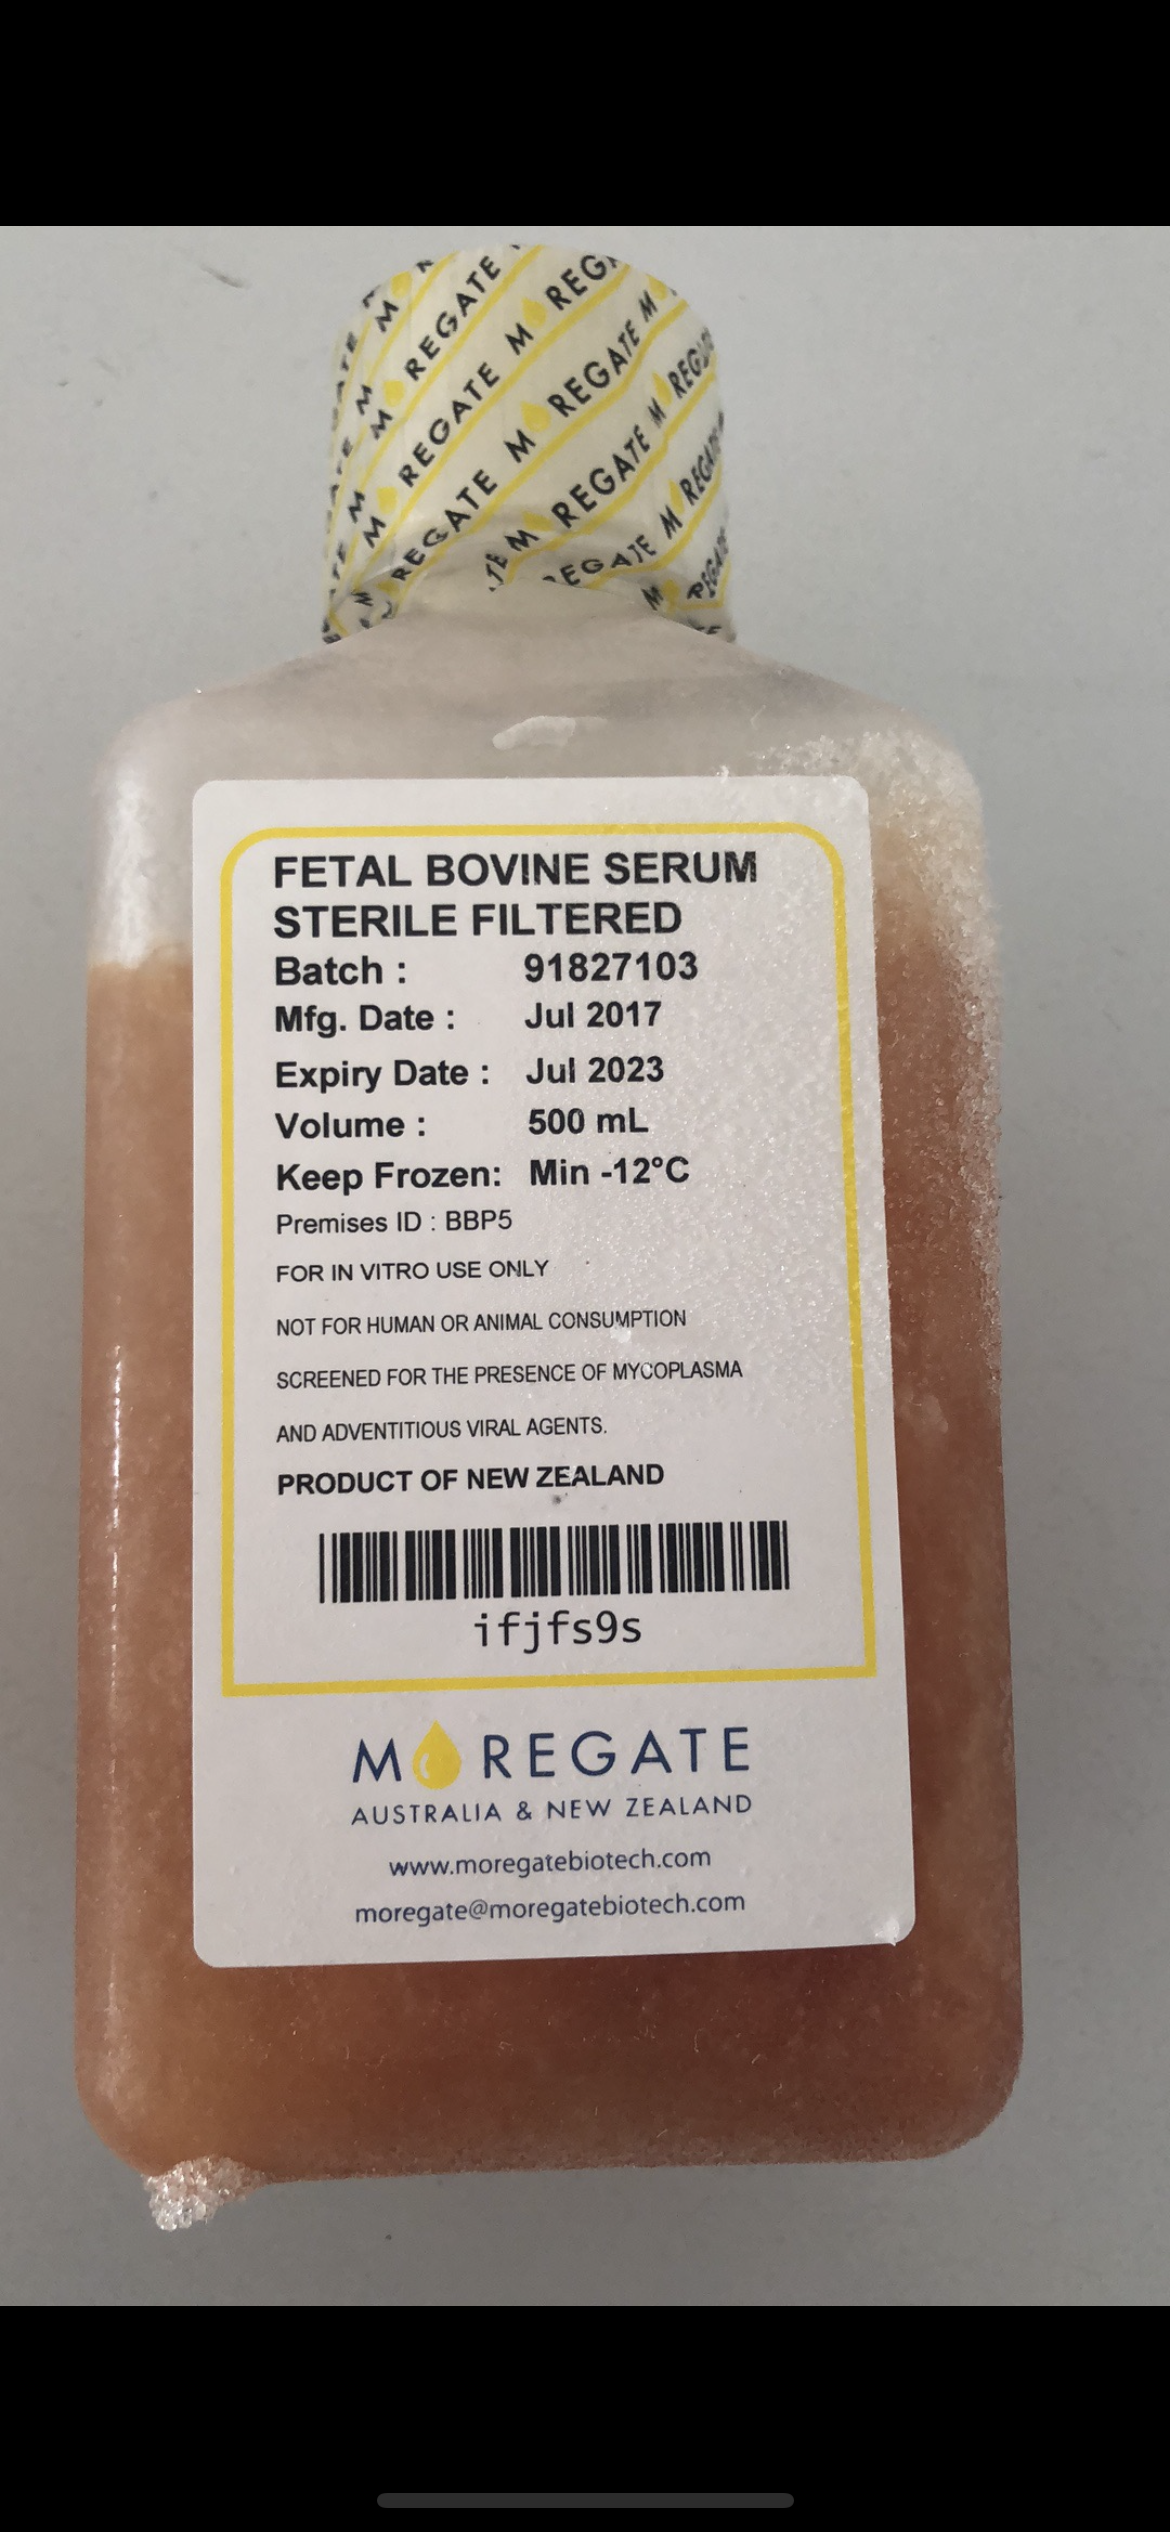 FETAL BOVINE SERUM
STERILE FILTERED
Batch : 91827103
Mfg. Date : Jul 2017
Expiry Date : Jul 2023
Volume : 500 mL
Keep Frozen: Min -12°C
Premises ID : BBP5
FOR IN VITRO USE ONLY
NOT FOR HUMAN OR ANIMAL CONSUMPTION
SCREENED FOR THE PRESENCE OF MYCOPLASMA
AND ADVENTITIOUS VIRAL AGENTS.
PRODUCT OF NEW ZEALAND
ifjfs9s
MOREGATE
AUSTRALIA & NEW ZEALAND
www.moregatebiotech.com
moregate@moregatebiotech.com